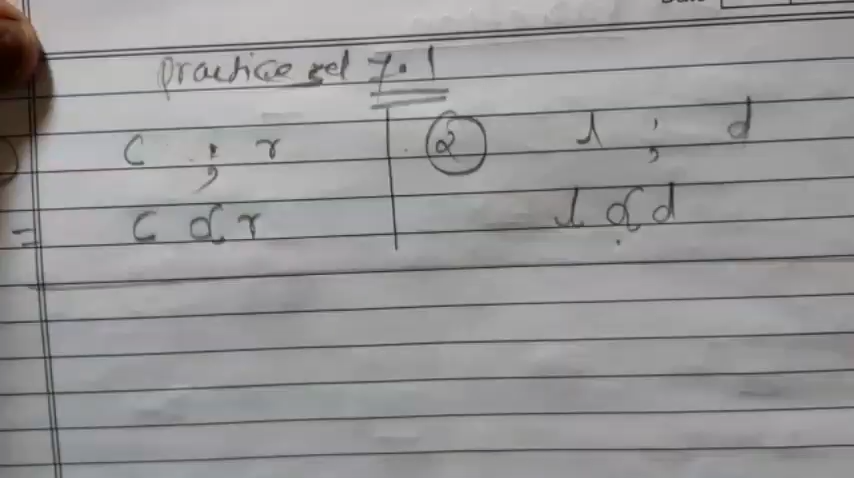 practice set 7.1
c ; r
= c ∝ r
② l ; d
l ∝ d